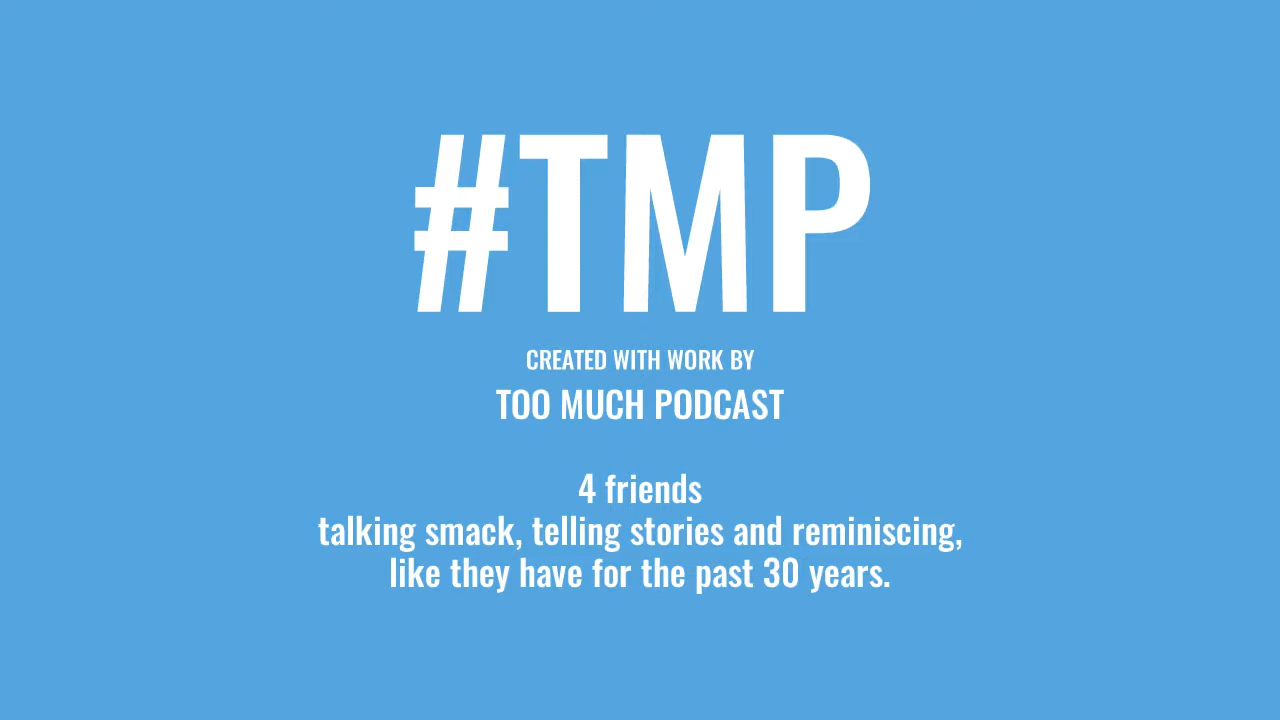 #TMP
CREATED WITH WORK BY
TOO MUCH PODCAST
4 friends
talking smack, telling stories and reminiscing,
like they have for the past 30 years.